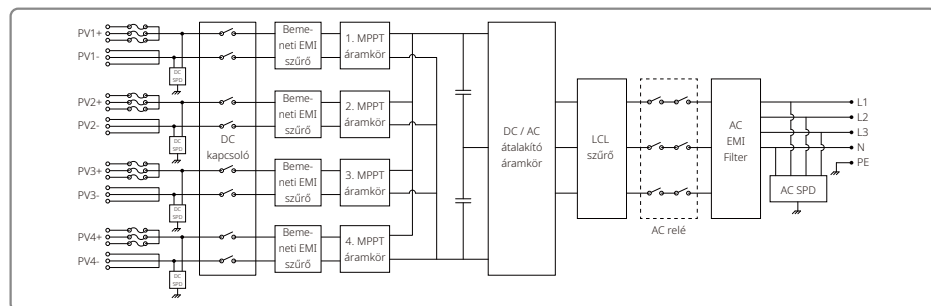 PV1+
PV1-
DC
SPD
PV2+
PV2-
DC
SPD
PV3+
PV3-
DC
SPD
PV4+
PV4-
DC
SPD
DC
kapcsoló
Beme-
neti EMI
szűrő
Beme-
neti EMI
szűrő
Beme-
neti EMI
szűrő
Beme-
neti EMI
szűrő
1. MPPT
áramkör
2. MPPT
áramkör
3. MPPT
áramkör
4. MPPT
áramkör
DC / AC
átalakító
áramkör
LCL
szűrő
AC relé
AC
EMI
Filter
L1
L2
L3
N
PE
AC SPD